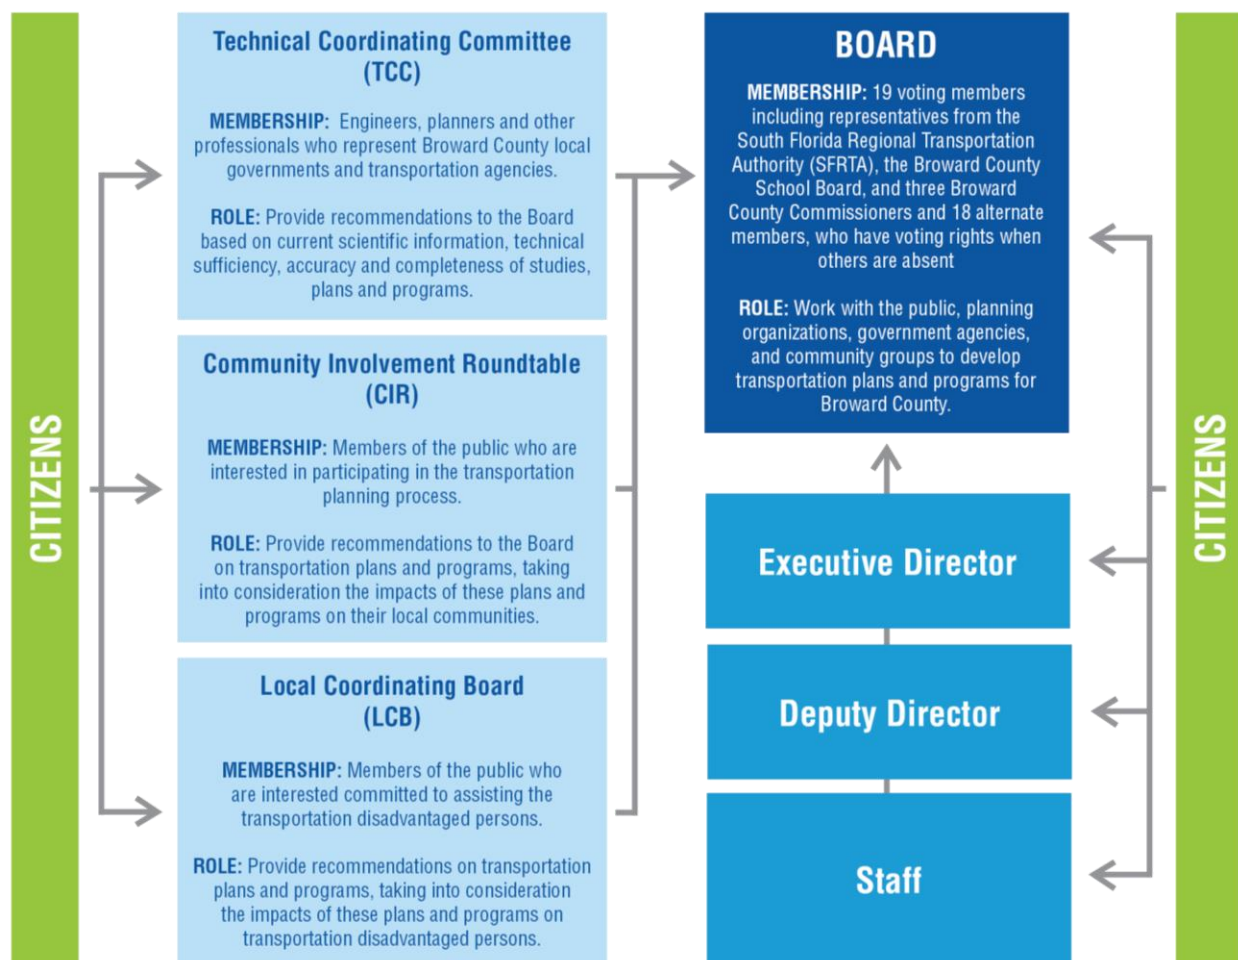 CITIZENS
Technical Coordinating Committee
(TCC)
MEMBERSHIP: Engineers, planners and other
professionals who represent Broward County local
governments and transportation agencies.
ROLE: Provide recommendations to the Board
based on current scientific information, technical
sufficiency, accuracy and completeness of studies,
plans and programs.
Community Involvement Roundtable
(CIR)
MEMBERSHIP: Members of the public who are
interested in participating in the transportation
planning process.
ROLE: Provide recommendations to the Board
on transportation plans and programs, taking
into consideration the impacts of these plans and
programs on their local communities.
Local Coordinating Board
(LCB)
MEMBERSHIP: Members of the public who
are interested committed to assisting the
transportation disadvantaged persons.
ROLE: Provide recommendations on transportation
plans and programs, taking into consideration
the impacts of these plans and programs on
transportation disadvantaged persons.
BOARD
MEMBERSHIP: 19 voting members
including representatives from the
South Florida Regional Transportation
Authority (SFRTA), the Broward County
School Board, and three Broward
County Commissioners and 18 alternate
members, who have voting rights when
others are absent
ROLE: Work with the public, planning
organizations, government agencies,
and community groups to develop
transportation plans and programs for
Broward County.
Executive Director
Deputy Director
Staff
CITIZENS